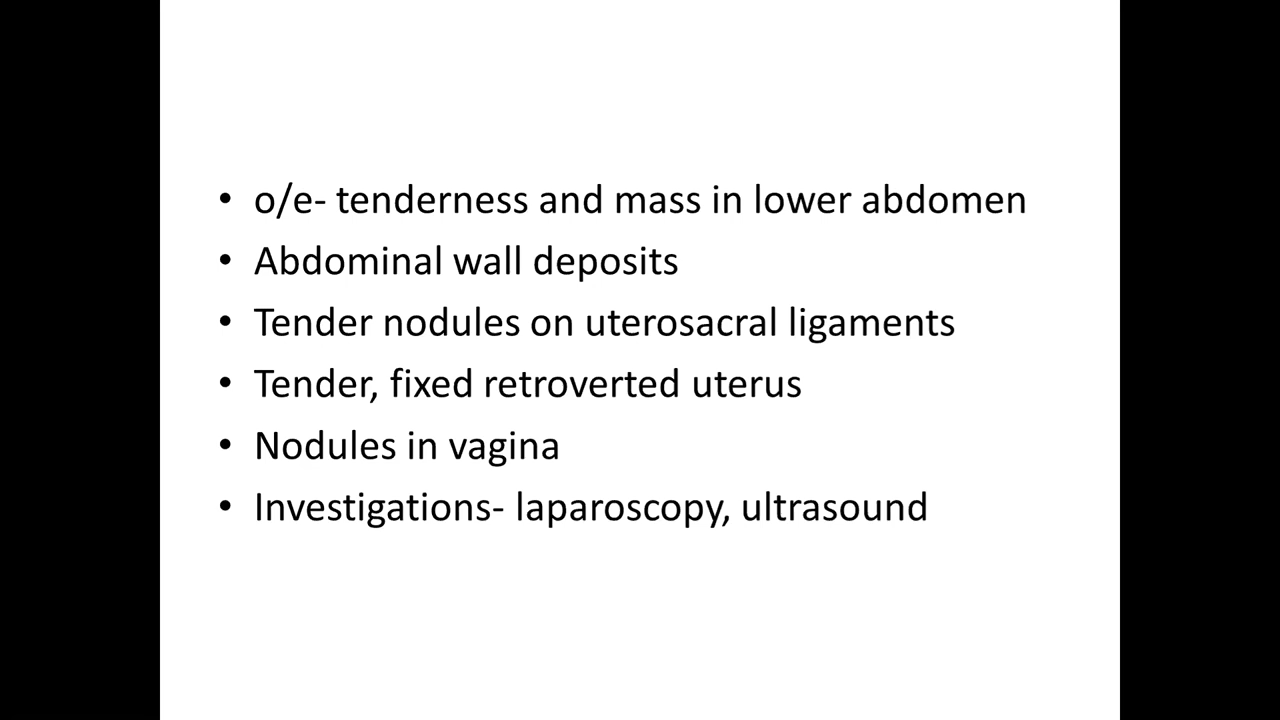 • o/e- tenderness and mass in lower abdomen
• Abdominal wall deposits
• Tender nodules on uterosacral ligaments
• Tender, fixed retroverted uterus
• Nodules in vagina
• Investigations- laparoscopy, ultrasound